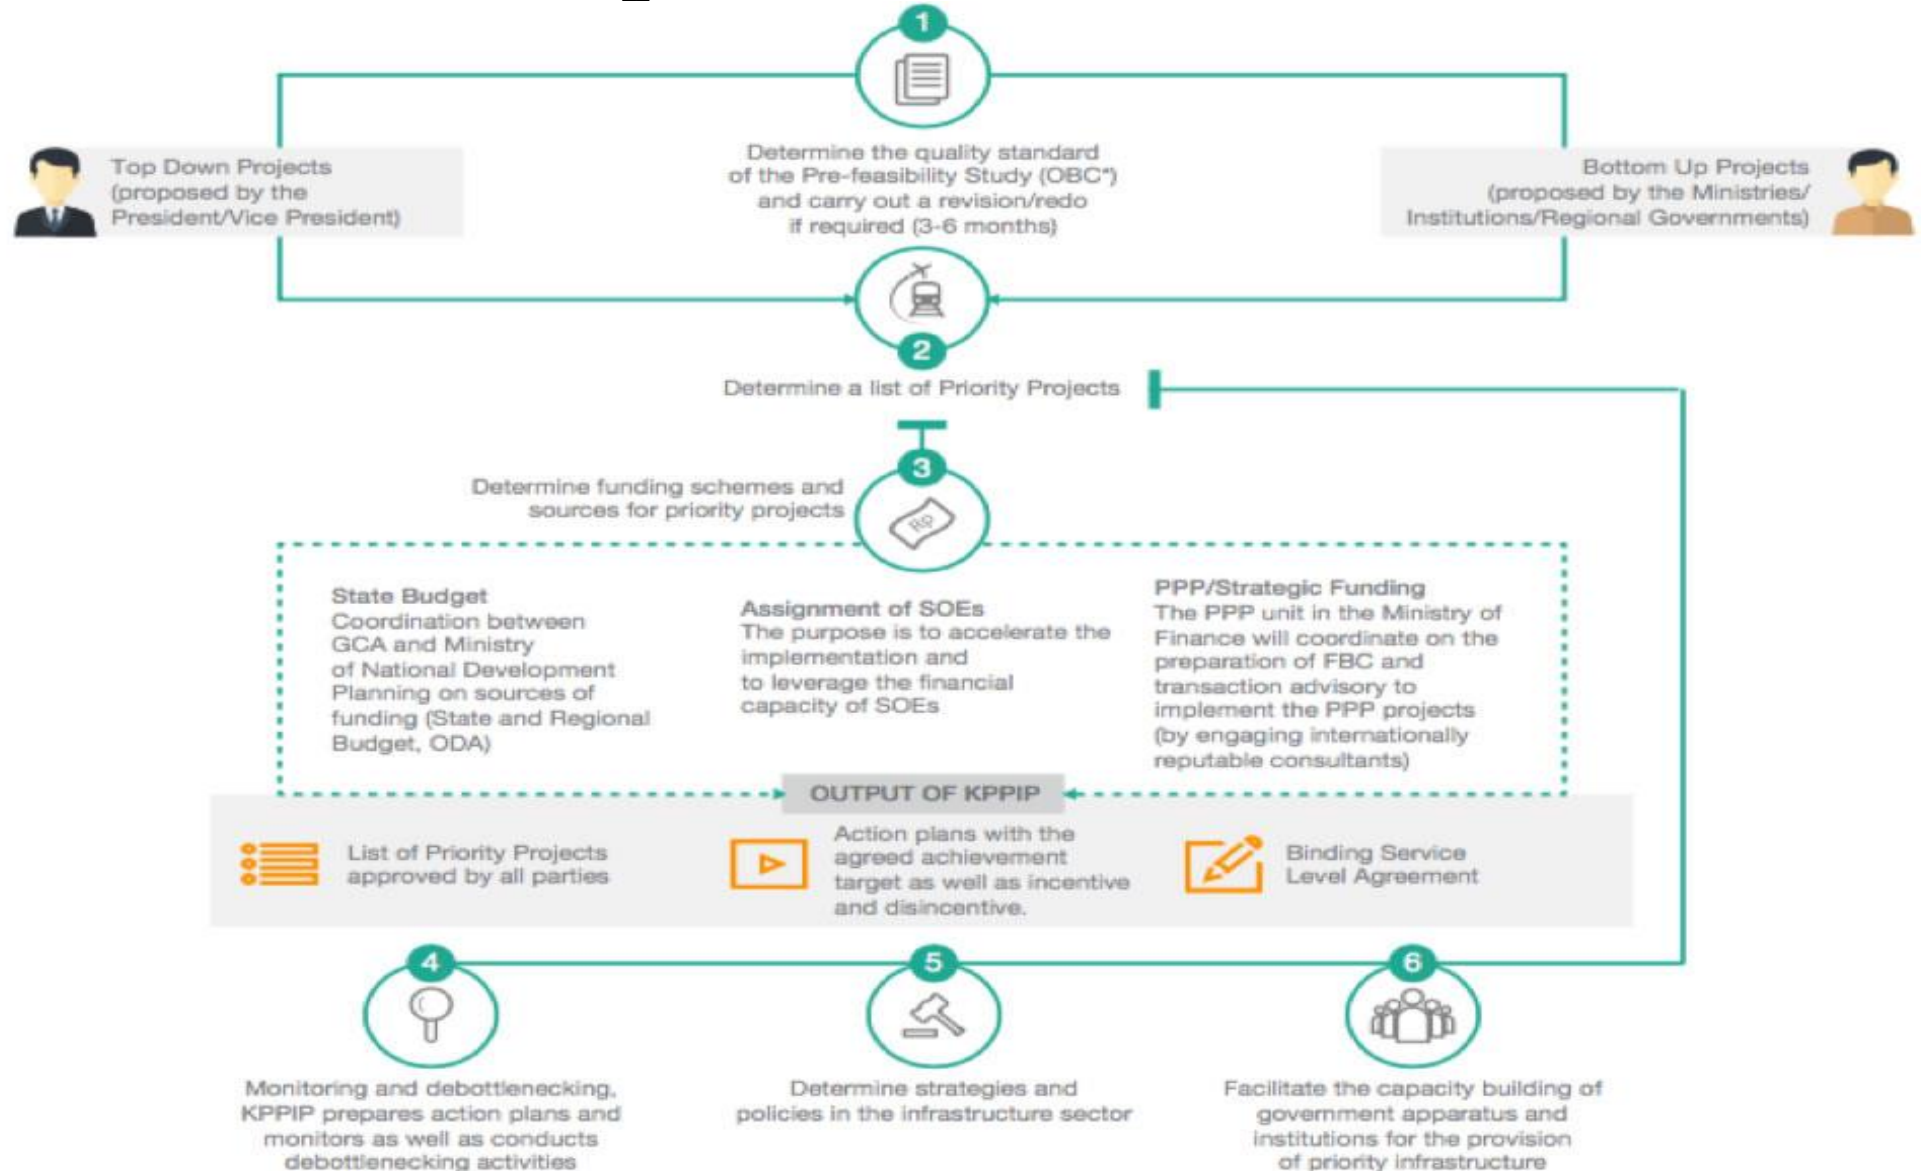 1
Top Down Projects
(proposed by the
President/Vice President)
Determine the quality standard
of the Pre-feasibility Study (OBC*)
and carry out a revision/redo
if required (3-6 months)
Bottom Up Projects
(proposed by the Ministries/
Institutions/Regional Governments)
2
Determine a list of Priority Projects
3
Determine funding schemes and
sources for priority projects
Rp
State Budget
Coordination between
GCA and Ministry
of National Development
Planning on sources of
funding (State and Regional
Budget, ODA)
Assignment of SOEs
The purpose is to accelerate the
implementation and
to leverage the financial
capacity of SOEs
PPP/Strategic Funding
The PPP unit in the Ministry of
Finance will coordinate on the
preparation of FBC and
transaction advisory to
implement the PPP projects
(by engaging internationally
reputable consultants)
OUTPUT OF KPPIP
List of Priority Projects
approved by all parties
Action plans with the
agreed achievement
target as well as incentive
and disincentive.
Binding Service
Level Agreement
4
Monitoring and debottlenecking,
KPPIP prepares action plans and
monitors as well as conducts
debottlenecking activities
5
Determine strategies and
policies in the infrastructure sector
6
Facilitate the capacity building of
government apparatus and
institutions for the provision
of priority infrastructure